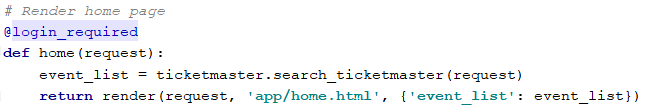 # Render home page
@login_required
def home(request):
    event_list = ticketmaster.search_ticketmaster(request)
    return render(request, 'app/home.html', {'event_list': event_list})